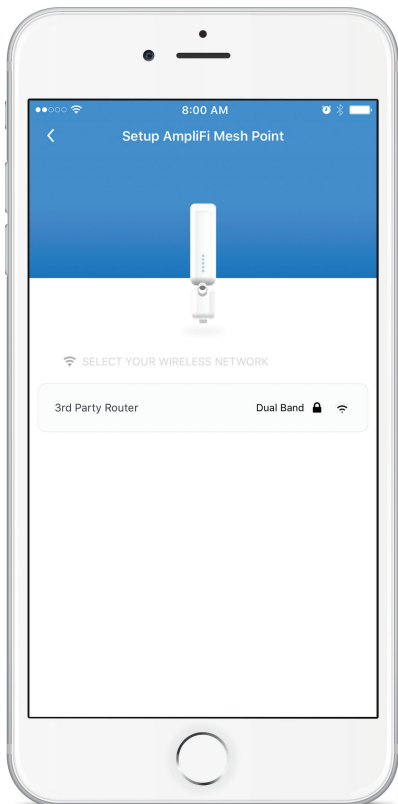 8:00 AM
Setup AmpliFi Mesh Point
SELECT YOUR WIRELESS NETWORK
3rd Party Router Dual Band